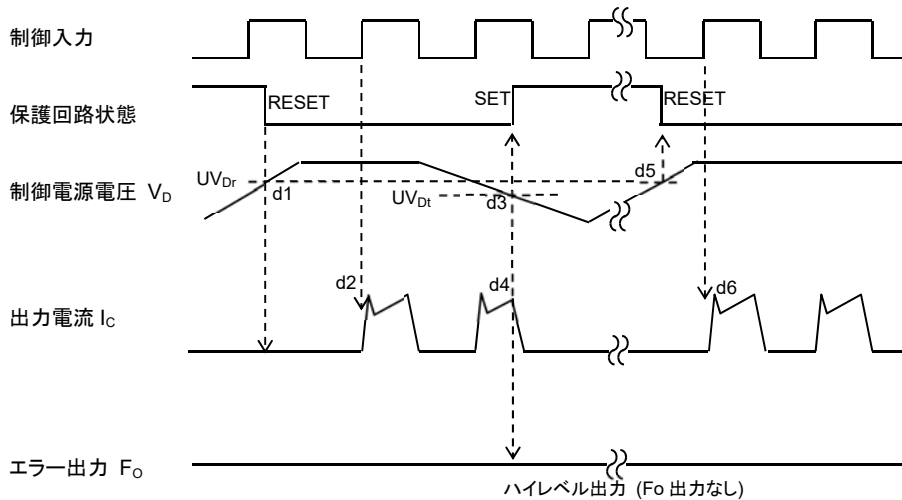 制御入力
保護回路状態
RESET
SET
RESET
制御電源電圧 VD
UVDr
d1
UVDt
d3
d5
出力電流 IC
d2
d4
d6
エラー出力 FO
ハイレベル出力 (Fo 出力なし)